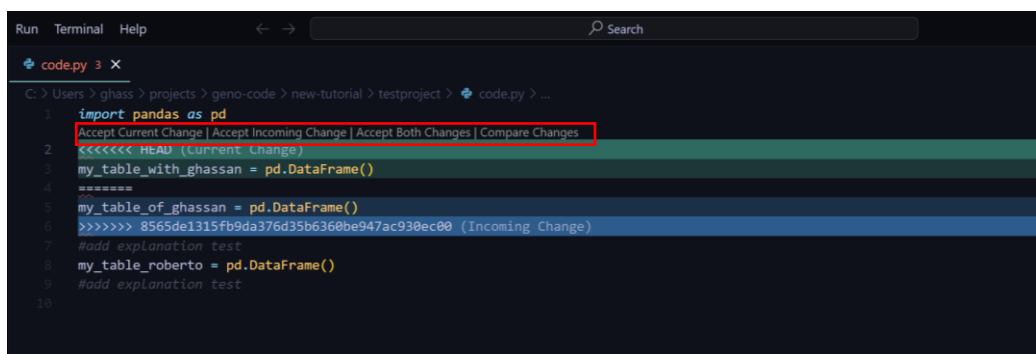 Run Terminal Help Search
code.py 3 ×
C: > Users > ghass > projects > geno-code > new-tutorial > testproject > code.py > ...
1 import pandas as pd
Accept Current Change | Accept Incoming Change | Accept Both Changes | Compare Changes
2 <<<<<<< HEAD (Current Change)
3 my_table_with_ghassan = pd.DataFrame()
4 =======
5 my_table_of_ghassan = pd.DataFrame()
6 >>>>>>> 8565de1315fb9da376d35b6360be947ac930ec00 (Incoming Change)
7 #add explanation test
8 my_table_roberto = pd.DataFrame()
9 #add explanation test
10